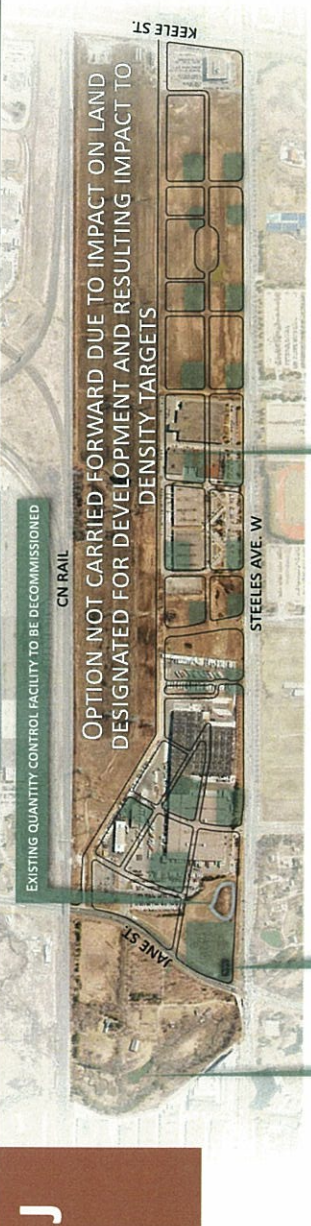 EXISTING QUANTITY CONTROL FACILITY TO BE DECOMMISSIONED
CN RAIL
OPTION NOT CARRIED FORWARD DUE TO IMPACT ON LAND
DESIGNATED FOR DEVELOPMENT AND RESULTING IMPACT TO
DENSITY TARGETS
KEELE ST.
JANE ST.
STEELES AVE. W